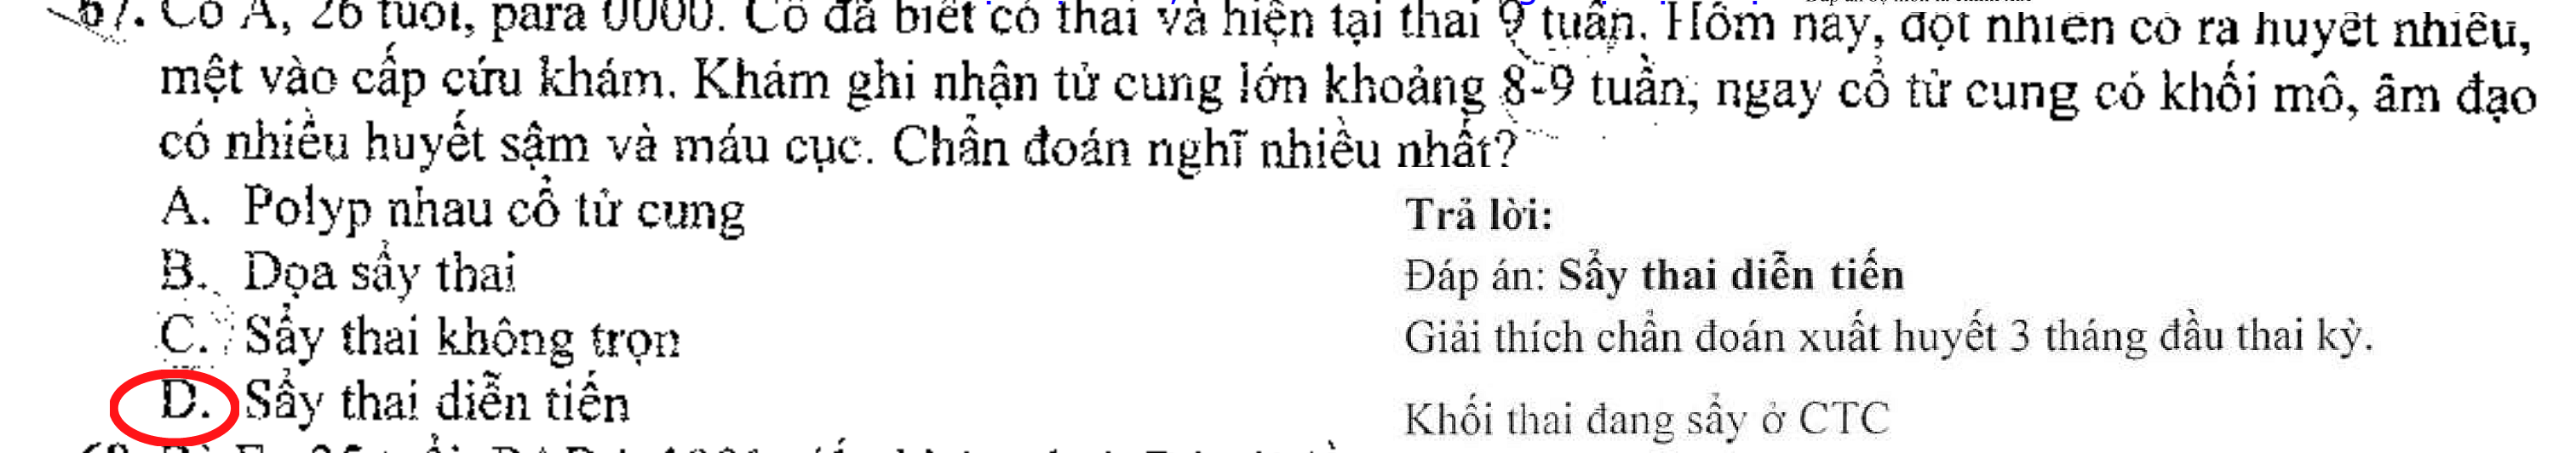 67. Cô A, 26 tuổi, para 0000. Cô đã biết có thai và hiện tại thai 9 tuần. Hôm nay, đột nhiên có ra huyết nhiều,
mệt vào cấp cứu khám. Khám ghi nhận tử cung lớn khoảng 8-9 tuần, ngay cổ tử cung có khối mô, âm đạo
có nhiều huyết sậm và máu cục. Chẩn đoán nghĩ nhiều nhất?
A. Polyp nhau cổ tử cung
B. Dọa sẩy thai
C. Sẩy thai không trọn
D. Sẩy thai diễn tiến
Trả lời:
Đáp án: Sẩy thai diễn tiến
Giải thích chẩn đoán xuất huyết 3 tháng đầu thai kỳ.
Khối thai đang sẩy ở CTC